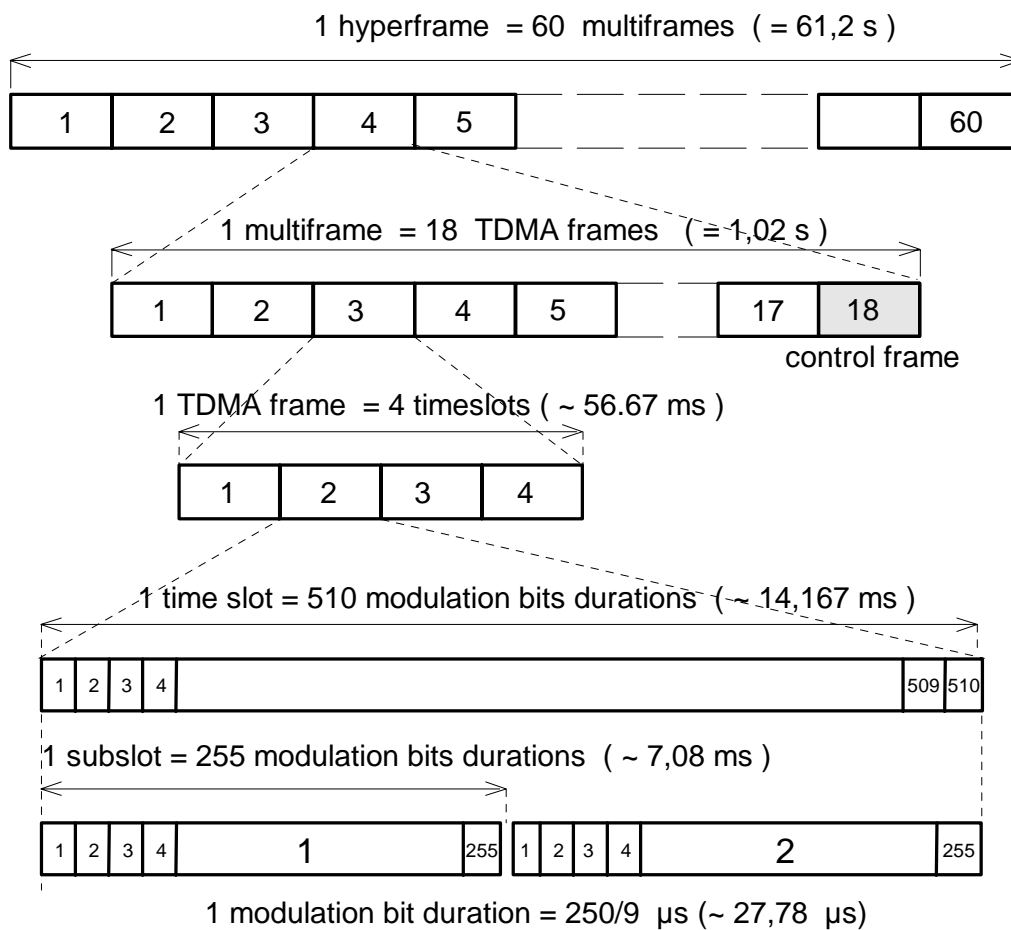 1 hyperframe = 60 multiframes ( = 61,2 s )
1 2 3 4 5 60
1 multiframe = 18 TDMA frames ( = 1,02 s )
1 2 3 4 5 17 18
control frame
1 TDMA frame = 4 timeslots ( ~ 56.67 ms )
1 2 3 4
1 time slot = 510 modulation bits durations ( ~ 14,167 ms )
1 2 3 4 509 510
1 subslot = 255 modulation bits durations ( ~ 7,08 ms )
1 2 3 4 1 255 1 2 3 4 2 255
1 modulation bit duration = 250/9 µs (~ 27,78 µs)